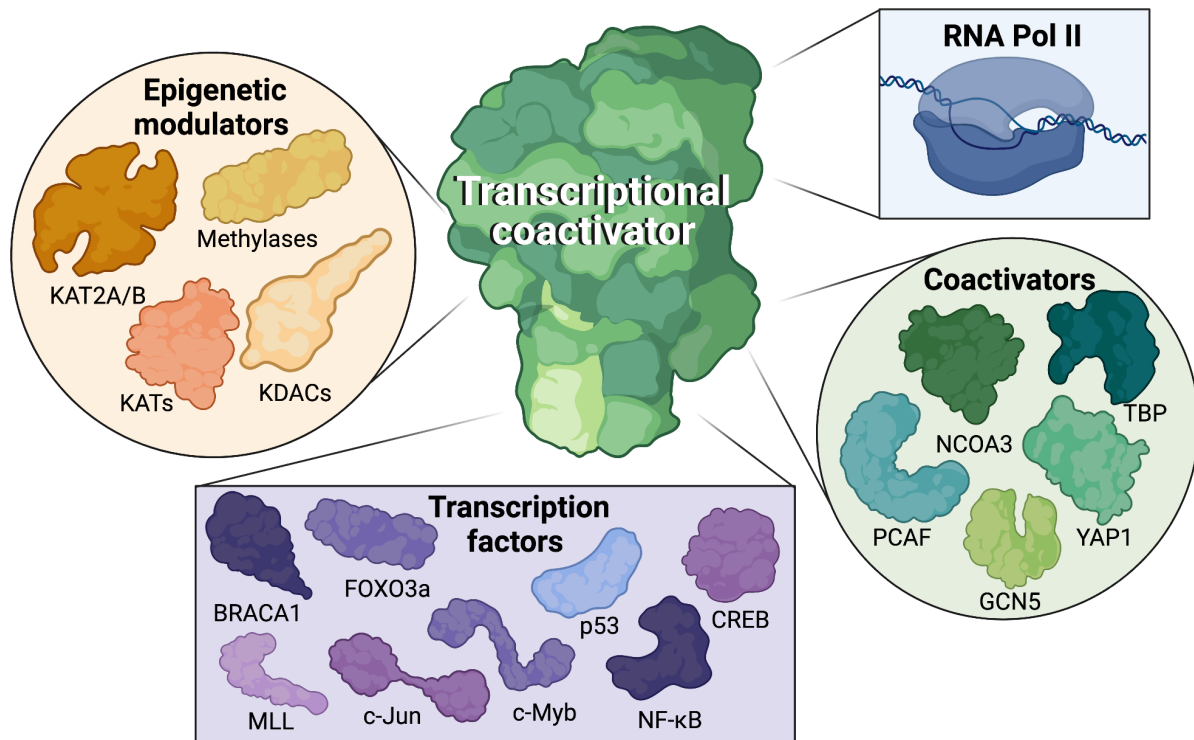 Epigenetic
modulators
KAT2A/B
Methylases
KATs
KDACs
Transcriptional
coactivator
RNA Pol II
Coactivators
NCOA3
TBP
PCAF
YAP1
GCN5
Transcription
factors
BRACA1
FOXO3a
p53
CREB
MLL
c-Jun
c-Myb
NF-κB